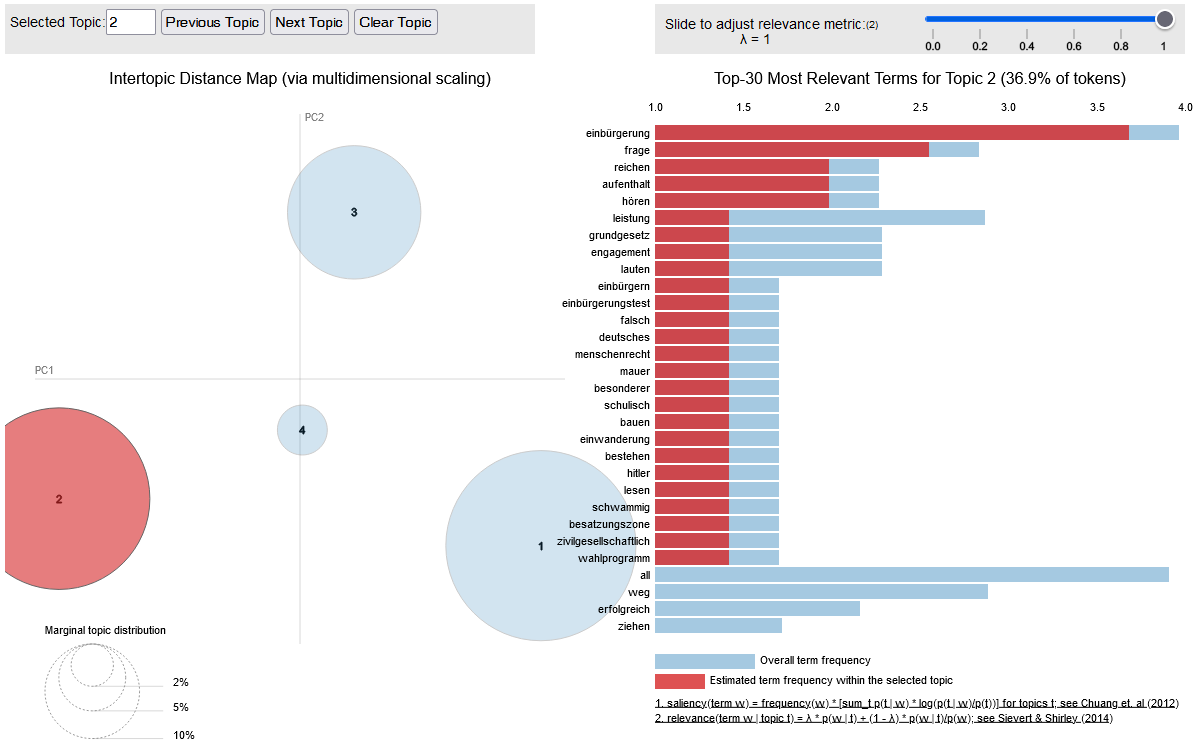 Selected Topic: 2 Previous Topic Next Topic Clear Topic
Slide to adjust relevance metric:(2)
λ = 1
0.0 0.2 0.4 0.6 0.8 1
Intertopic Distance Map (via multidimensional scaling)
PC2
PC1
3
4
2
1
Marginal topic distribution
2%
5%
10%
Top-30 Most Relevant Terms for Topic 2 (36.9% of tokens)
1.0 1.5 2.0 2.5 3.0 3.5 4.0
einbürgerung
frage
reichen
aufenthalt
hören
leistung
grundgesetz
engagement
lauten
einbürgern
einbürgerungstest
falsch
deutsches
menschenrecht
mauer
besonderer
schulisch
bauen
einwanderung
bestehen
hitler
lesen
schwammig
besatzungszone
zivilgesellschaftlich
wahlprogramm
all
weg
erfolgreich
ziehen
Overall term frequency
Estimated term frequency within the selected topic
1. saliency(term w) = frequency(w) * [sum_t p(t | w) * log(p(t | w)/p(t))] for topics t; see Chuang et. al (2012)
2. relevance(term w | topic t) = λ * p(w | t) + (1 - λ) * p(w | t)/p(w); see Sievert & Shirley (2014)